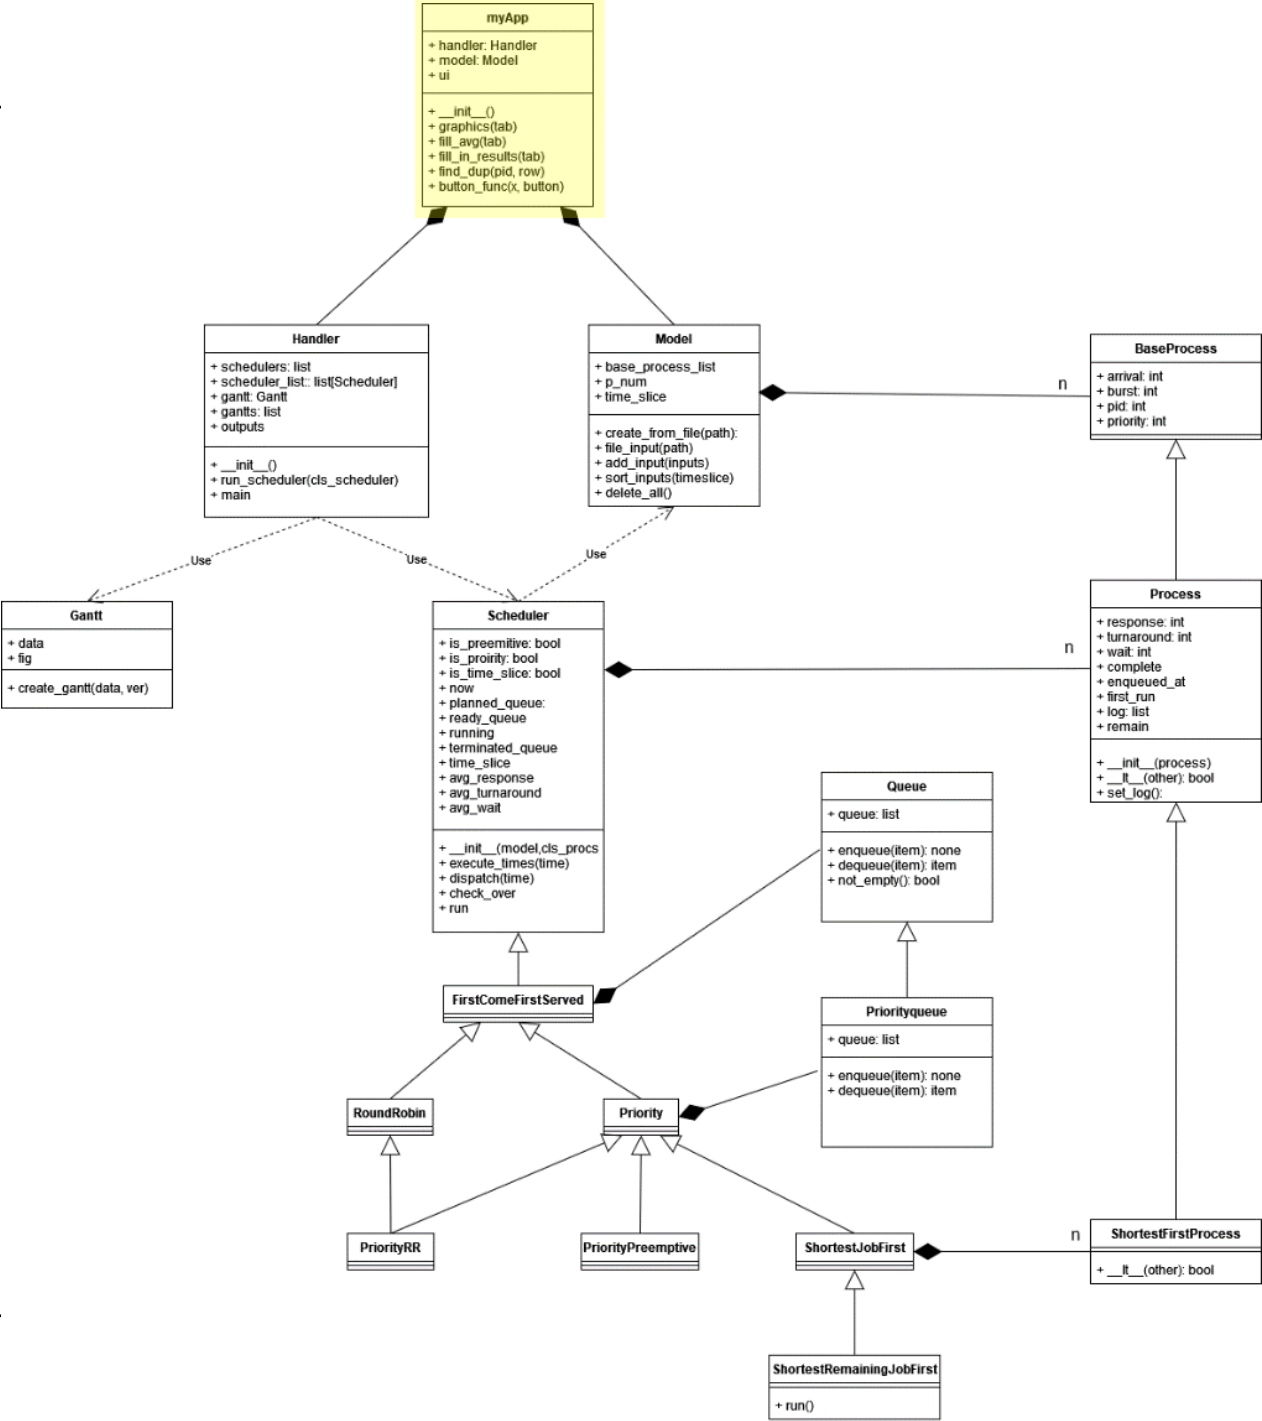 myApp
+ handler: Handler
+ model: Model
+ ui
+ __init__()
+ graphics(tab)
+ fill_avg(tab)
+ fill_in_results(tab)
+ find_dup(pid, row)
+ button_func(x, button)
Handler
+ schedulers: list
+ scheduler_list:: list[Scheduler]
+ gantt: Gantt
+ gantts: list
+ outputs
+ __init__()
+ run_scheduler(cls_scheduler)
+ main
Model
+ base_process_list
+ p_num
+ time_slice
+ create_from_file(path):
+ file_input(path)
+ add_input(inputs)
+ sort_inputs(timeslice)
+ delete_all()
n
BaseProcess
+ arrival: int
+ burst: int
+ pid: int
+ priority: int
Use
Use
Use
Gantt
+ data
+ fig
+ create_gantt(data, ver)
Scheduler
+ is_preemitive: bool
+ is_proirity: bool
+ is_time_slice: bool
+ now
+ planned_queue:
+ ready_queue
+ running
+ terminated_queue
+ time_slice
+ avg_response
+ avg_turnaround
+ avg_wait
+ __init__(model,cls_procs
+ execute_times(time)
+ dispatch(time)
+ check_over
+ run
n
Process
+ response: int
+ turnaround: int
+ wait: int
+ complete
+ enqueued_at
+ first_run
+ log: list
+ remain
+ __init__(process)
+ __lt__(other): bool
+ set_log():
Queue
+ queue: list
+ enqueue(item): none
+ dequeue(item): item
+ not_empty(): bool
FirstComeFirstServed
Priorityqueue
+ queue: list
+ enqueue(item): none
+ dequeue(item): item
RoundRobin
Priority
PriorityRR
PriorityPreemptive
ShortestJobFirst
n
ShortestFirstProcess
+ __lt__(other): bool
ShortestRemainingJobFirst
+ run()